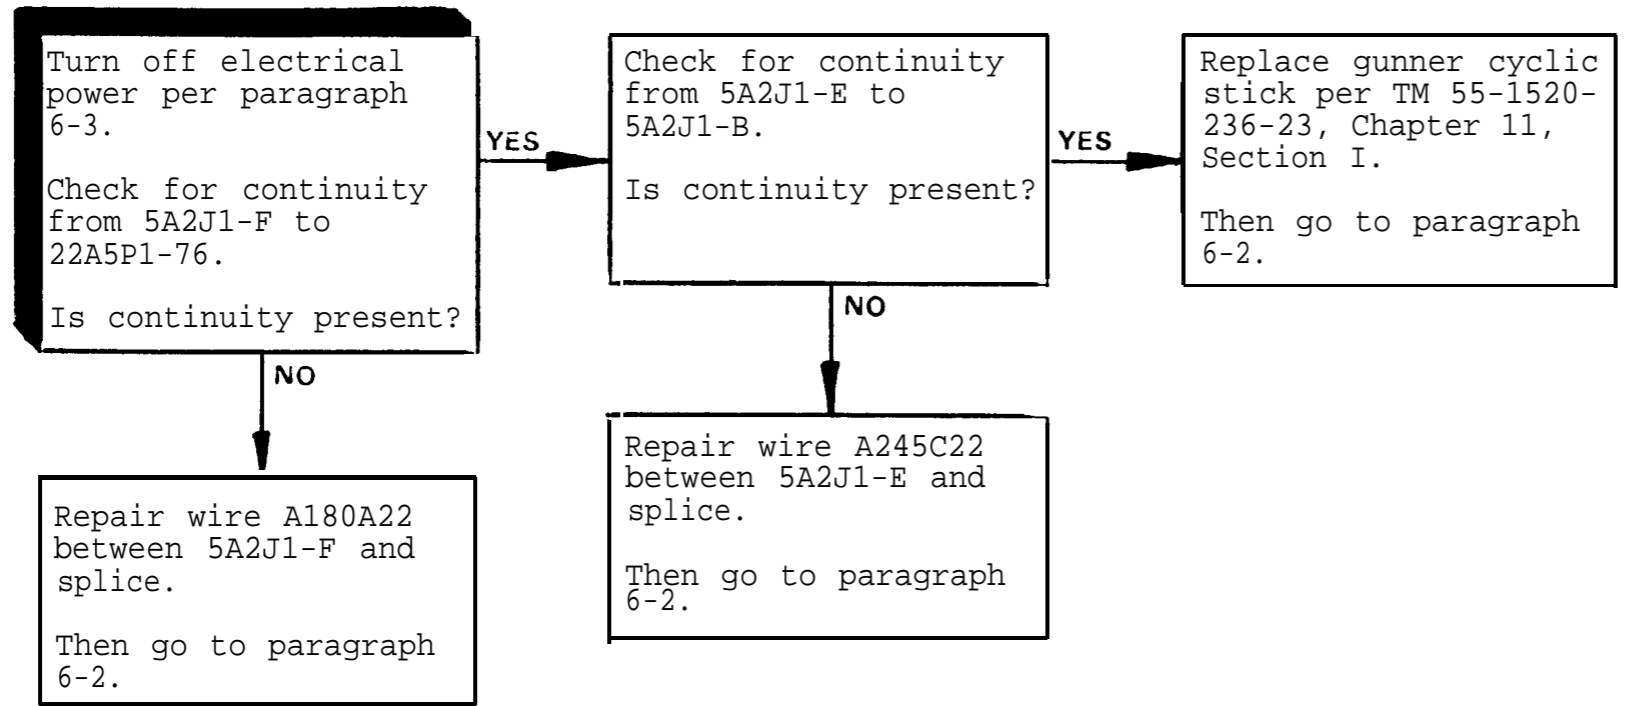 Turn off electrical
power per paragraph
6-3.
Check for continuity
from 5A2J1-F to
22A5P1-76.
Is continuity present?
YES
NO
Check for continuity
from 5A2J1-E to
5A2J1-B.
Is continuity present?
YES
NO
Replace gunner cyclic
stick per TM 55-1520-
236-23, Chapter 11,
Section I.
Then go to paragraph
6-2.
Repair wire A180A22
between 5A2J1-F and
splice.
Then go to paragraph
6-2.
Repair wire A245C22
between 5A2J1-E and
splice.
Then go to paragraph
6-2.